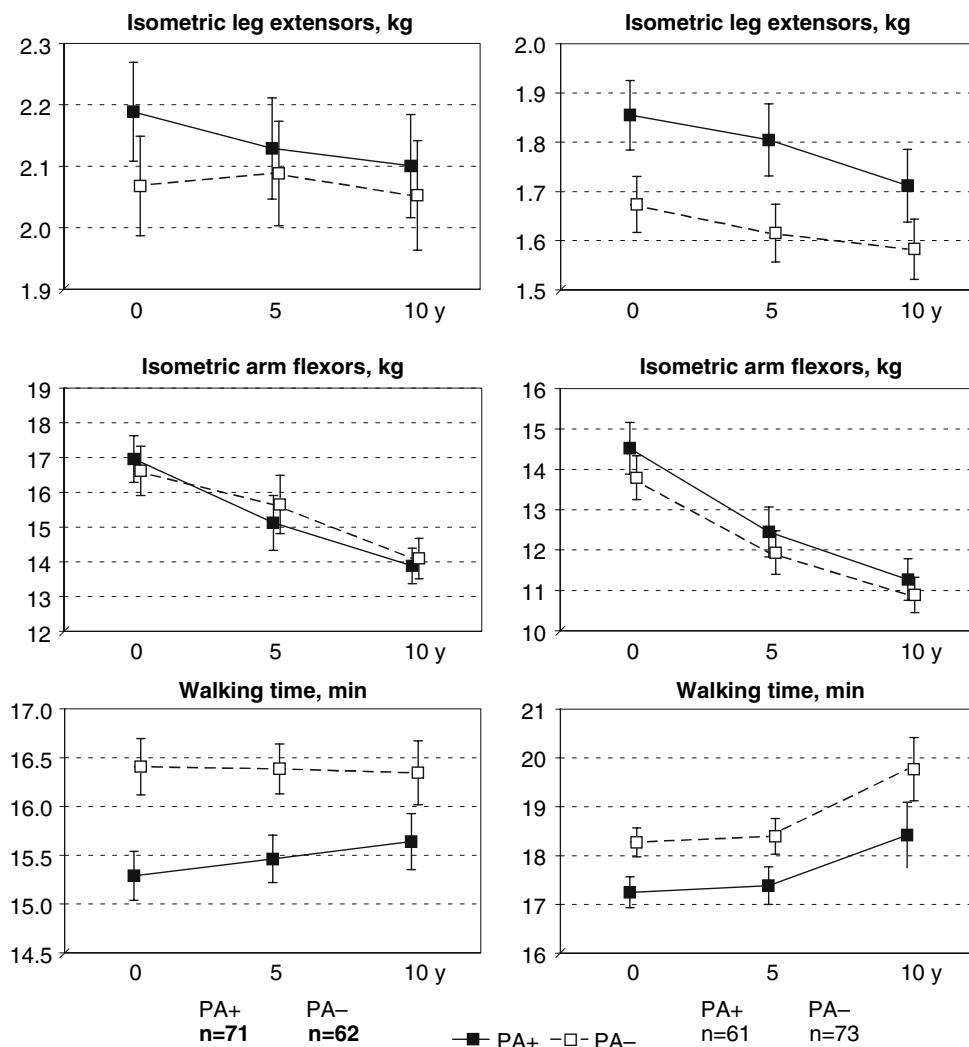 Isometric leg extensors, kg
2.3
2.2
2.1
2.0
1.9
0 5 10 y
Isometric leg extensors, kg
2.0
1.9
1.8
1.7
1.6
1.5
0 5 10 y
Isometric arm flexors, kg
19
18
17
16
15
14
13
12
0 5 10 y
Isometric arm flexors, kg
16
15
14
13
12
11
10
0 5 10 y
Walking time, min
17.0
16.5
16.0
15.5
15.0
14.5
0 5 10 y
Walking time, min
21
20
19
18
17
16
0 5 10 y
PA+ PA–
n=71 n=62
PA+ PA–
PA+ PA–
n=61 n=73